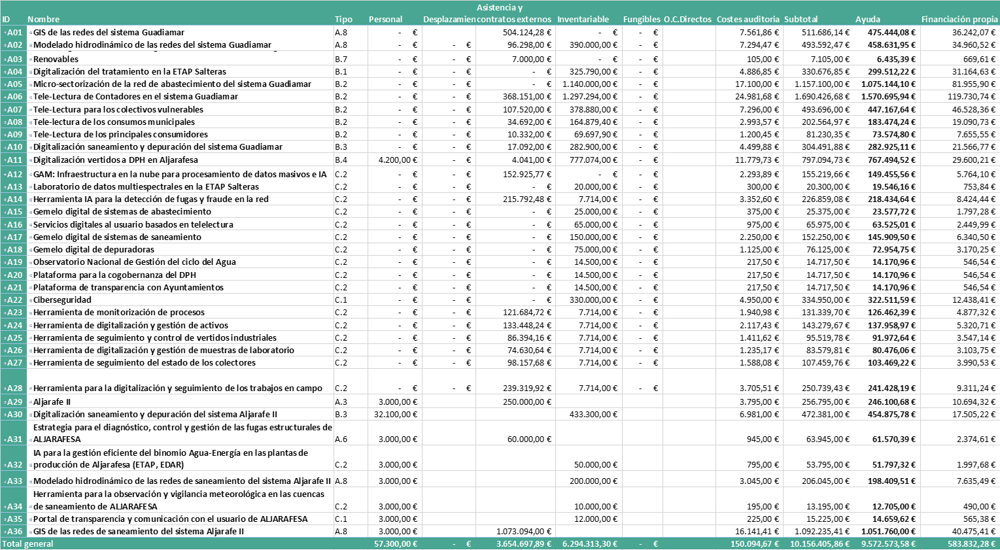 Asistencia y
ID Nombre Tipo Personal Desplazamien contratos externos Inventariable Fungibles O.C.Directos Costes auditoria Subtotal Ayuda Financiación propia
A01 GIS de las redes del sistema Guadiamar A.8 - € 504.124,28 € - € - € 7.561,86 € 511.686,14 € 475.444,08 € 36.242,07 €
A02 Modelado hidrodinámico de las redes del sistema Guadiamar A.8 - € - € 96.298,00 € 390.000,00 € - € 7.294,47 € 493.592,47 € 458.631,95 € 34.960,52 €
A03 Renovables B.7 - € - € 7.000,00 € - € - € 105,00 € 7.105,00 € 6.435,39 € 669,61 €
A04 Digitalización del tratamiento en la ETAP Salteras B.1 - € - € - € 325.790,00 € - € 4.886,85 € 330.676,85 € 299.512,22 € 31.164,63 €
A05 Micro-sectorización de la red de abastecimiento del sistema Guadiamar B.2 - € - € - € 1.140.000,00 € - € 17.100,00 € 1.157.100,00 € 1.075.144,10 € 81.955,90 €
A06 Tele-Lectura de Contadores en el sistema Guadiamar B.2 - € - € 368.151,00 € 1.297.294,00 € - € 24.981,68 € 1.690.426,68 € 1.570.695,94 € 119.730,74 €
A07 Tele-Lectura para los colectivos vulnerables B.2 - € - € 107.520,00 € 378.880,00 € - € 7.296,00 € 493.696,00 € 447.167,64 € 46.528,36 €
A08 Tele-lectura de los consumos municipales B.2 - € - € 34.692,00 € 164.879,40 € - € 2.993,57 € 202.564,97 € 183.474,24 € 19.090,73 €
A09 Tele-Lectura de los principales consumidores B.2 - € - € 10.332,00 € 69.697,90 € - € 1.200,45 € 81.230,35 € 73.574,80 € 7.655,55 €
A10 Digitalización saneamiento y depuración del sistema Guadiamar B.3 - € - € 17.092,00 € 282.900,00 € - € 4.499,88 € 304.491,88 € 282.925,11 € 21.566,77 €
A11 Digitalización vertidos a DPH en Aljarafesa B.4 4.200,00 € - € 4.041,00 € 777.074,00 € - € 11.779,73 € 797.094,73 € 767.494,52 € 29.600,21 €
A12 GAM: Infraestructura en la nube para procesamiento de datos masivos e IA C.2 - € - € 152.925,77 € - € - € 2.293,89 € 155.219,66 € 149.455,56 € 5.764,10 €
A13 Laboratorio de datos multiespectrales en la ETAP Salteras C.2 - € - € - € 20.000,00 € - € 300,00 € 20.300,00 € 19.546,16 € 753,84 €
A14 Herramienta IA para la detección de fugas y fraude en la red C.2 - € - € 215.792,48 € 7.714,00 € - € 3.352,60 € 226.859,08 € 218.434,64 € 8.424,44 €
A15 Gemelo digital de sistemas de abastecimiento C.2 - € - € - € 25.000,00 € - € 375,00 € 25.375,00 € 23.577,72 € 1.797,28 €
A16 Servicios digitales al usuario basados en telelectura C.2 - € - € - € 65.000,00 € - € 975,00 € 65.975,00 € 63.525,01 € 2.449,99 €
A17 Gemelo digital de sistemas de saneamiento C.2 - € - € - € 150.000,00 € - € 2.250,00 € 152.250,00 € 145.909,50 € 6.340,50 €
A18 Gemelo digital de depuradoras C.2 - € - € - € 75.000,00 € - € 1.125,00 € 76.125,00 € 72.954,75 € 3.170,25 €
A19 Observatorio Nacional de Gestión del ciclo del Agua C.2 - € - € - € 14.500,00 € - € 217,50 € 14.717,50 € 14.170,96 € 546,54 €
A20 Plataforma para la cogobernanza del DPH C.2 - € - € - € 14.500,00 € - € 217,50 € 14.717,50 € 14.170,96 € 546,54 €
A21 Plataforma de transparencia con Ayuntamientos C.2 - € - € - € 14.500,00 € - € 217,50 € 14.717,50 € 14.170,96 € 546,54 €
A22 Ciberseguridad C.1 - € - € - € 330.000,00 € - € 4.950,00 € 334.950,00 € 322.511,59 € 12.438,41 €
A23 Herramienta de monitorización de procesos C.2 - € - € 121.684,72 € 7.714,00 € - € 1.940,98 € 131.339,70 € 126.462,39 € 4.877,32 €
A24 Herramienta de digitalización y gestión de activos C.2 - € - € 133.448,24 € 7.714,00 € - € 2.117,43 € 143.279,67 € 137.958,97 € 5.320,71 €
A25 Herramienta de seguimiento y control de vertidos industriales C.2 - € - € 86.394,16 € 7.714,00 € - € 1.411,62 € 95.519,78 € 91.972,64 € 3.547,14 €
A26 Herramienta de digitalización y gestión de muestras de laboratorio C.2 - € - € 74.630,64 € 7.714,00 € - € 1.235,17 € 83.579,81 € 80.476,06 € 3.103,75 €
A27 Herramienta de seguimiento del estado de los colectores C.2 - € - € 98.157,68 € 7.714,00 € - € 1.588,08 € 107.459,76 € 103.469,22 € 3.990,53 €
A28 Herramienta para la digitalización y seguimiento de los trabajos en campo C.2 - € - € 239.319,92 € 7.714,00 € - € 3.705,51 € 250.739,43 € 241.428,19 € 9.311,24 €
A29 Aljarafe II A.3 3.000,00 € 250.000,00 € 3.795,00 € 256.795,00 € 246.100,68 € 10.694,32 €
A30 Digitalización saneamiento y depuración del sistema Aljarafe II B.3 32.100,00 € 433.300,00 € 6.981,00 € 472.381,00 € 454.875,78 € 17.505,22 €
Estrategia para el diagnóstico, control y gestión de las fugas estructurales de
A31 ALJARAFESA A.6 3.000,00 € 60.000,00 € 945,00 € 63.945,00 € 61.570,39 € 2.374,61 €
IA para la gestión eficiente del binomio Agua-Energía en las plantas de
A32 producción de Aljarafesa (ETAP, EDAR) C.2 3.000,00 € 50.000,00 € 795,00 € 53.795,00 € 51.797,32 € 1.997,68 €
A33 Modelado hidrodinámico de las redes de saneamiento del sistema Aljarafe II A.8 3.000,00 € 200.000,00 € 3.045,00 € 206.045,00 € 198.409,51 € 7.635,49 €
Herramienta para la observación y vigilancia meteorológica en las cuencas
A34 de saneamiento de ALJARAFESA C.2 3.000,00 € 10.000,00 € 195,00 € 13.195,00 € 12.705,00 € 490,00 €
A35 Portal de transparencia y comunicación con el usuario de ALJARAFESA C.1 3.000,00 € 12.000,00 € 225,00 € 15.225,00 € 14.659,62 € 565,38 €
A36 GIS de las redes de saneamiento del sistema Aljarafe II A.8 3.000,00 € 1.073.094,00 € 16.141,41 € 1.092.235,41 € 1.051.760,00 € 40.475,41 €
Total general 57.300,00 € - € 3.654.697,89 € 6.294.313,30 € - € 150.094,67 € 10.156.405,86 € 9.572.573,58 € 583.832,28 €